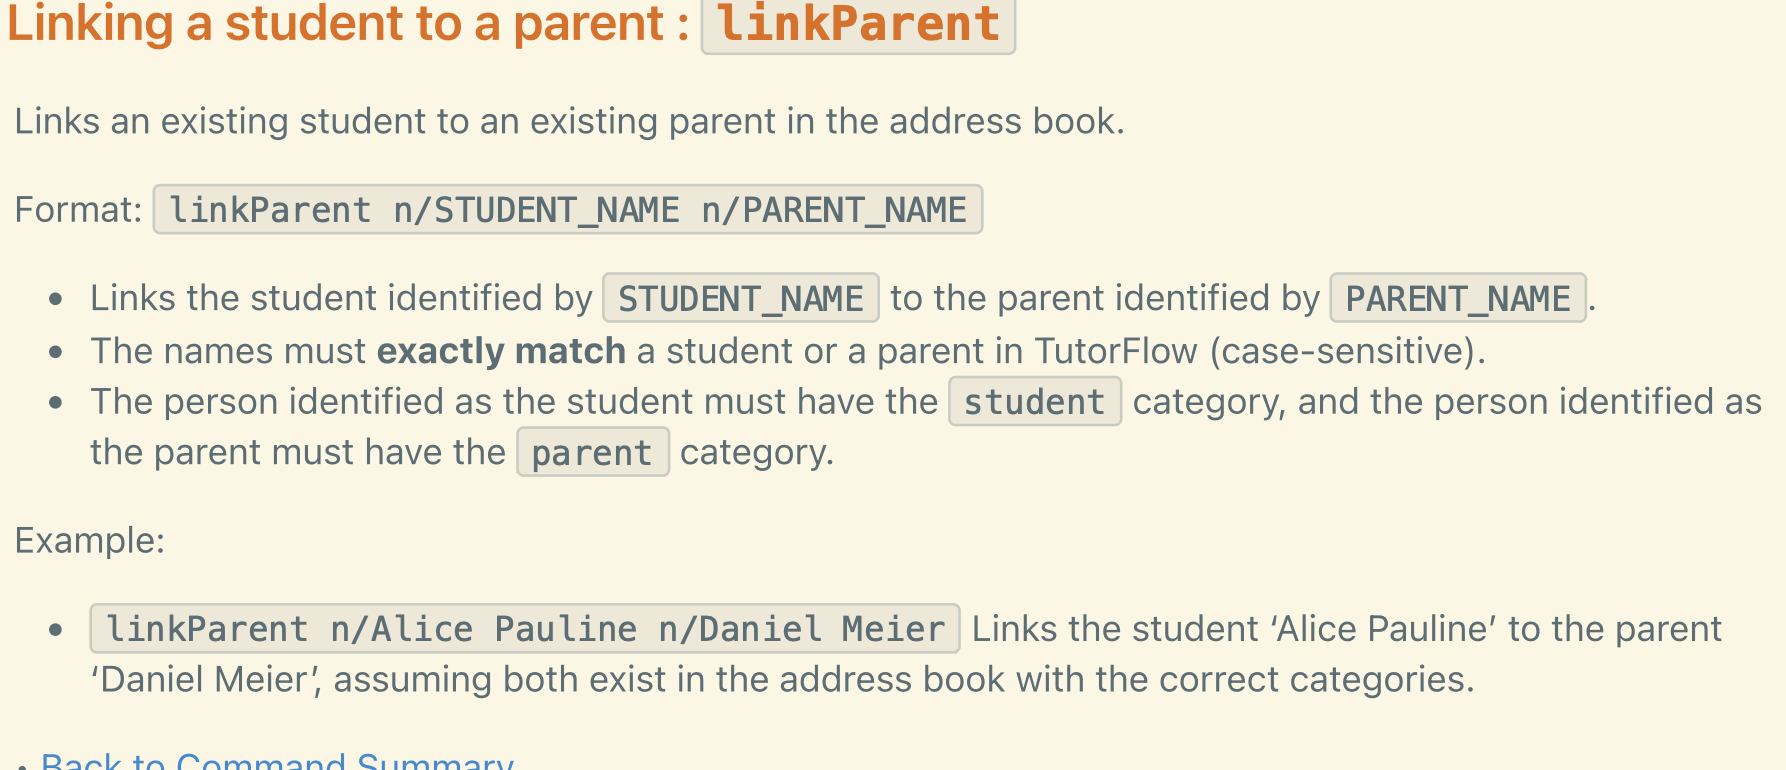 Linking a student to a parent : linkParent
Links an existing student to an existing parent in the address book.
Format: linkParent n/STUDENT_NAME n/PARENT_NAME
• Links the student identified by STUDENT_NAME to the parent identified by PARENT_NAME.
• The names must exactly match a student or a parent in TutorFlow (case-sensitive).
• The person identified as the student must have the student category, and the person identified as
the parent must have the parent category.
Example:
• linkParent n/Alice Pauline n/Daniel Meier Links the student ‘Alice Pauline’ to the parent
‘Daniel Meier’, assuming both exist in the address book with the correct categories.
• Back to Command Summary